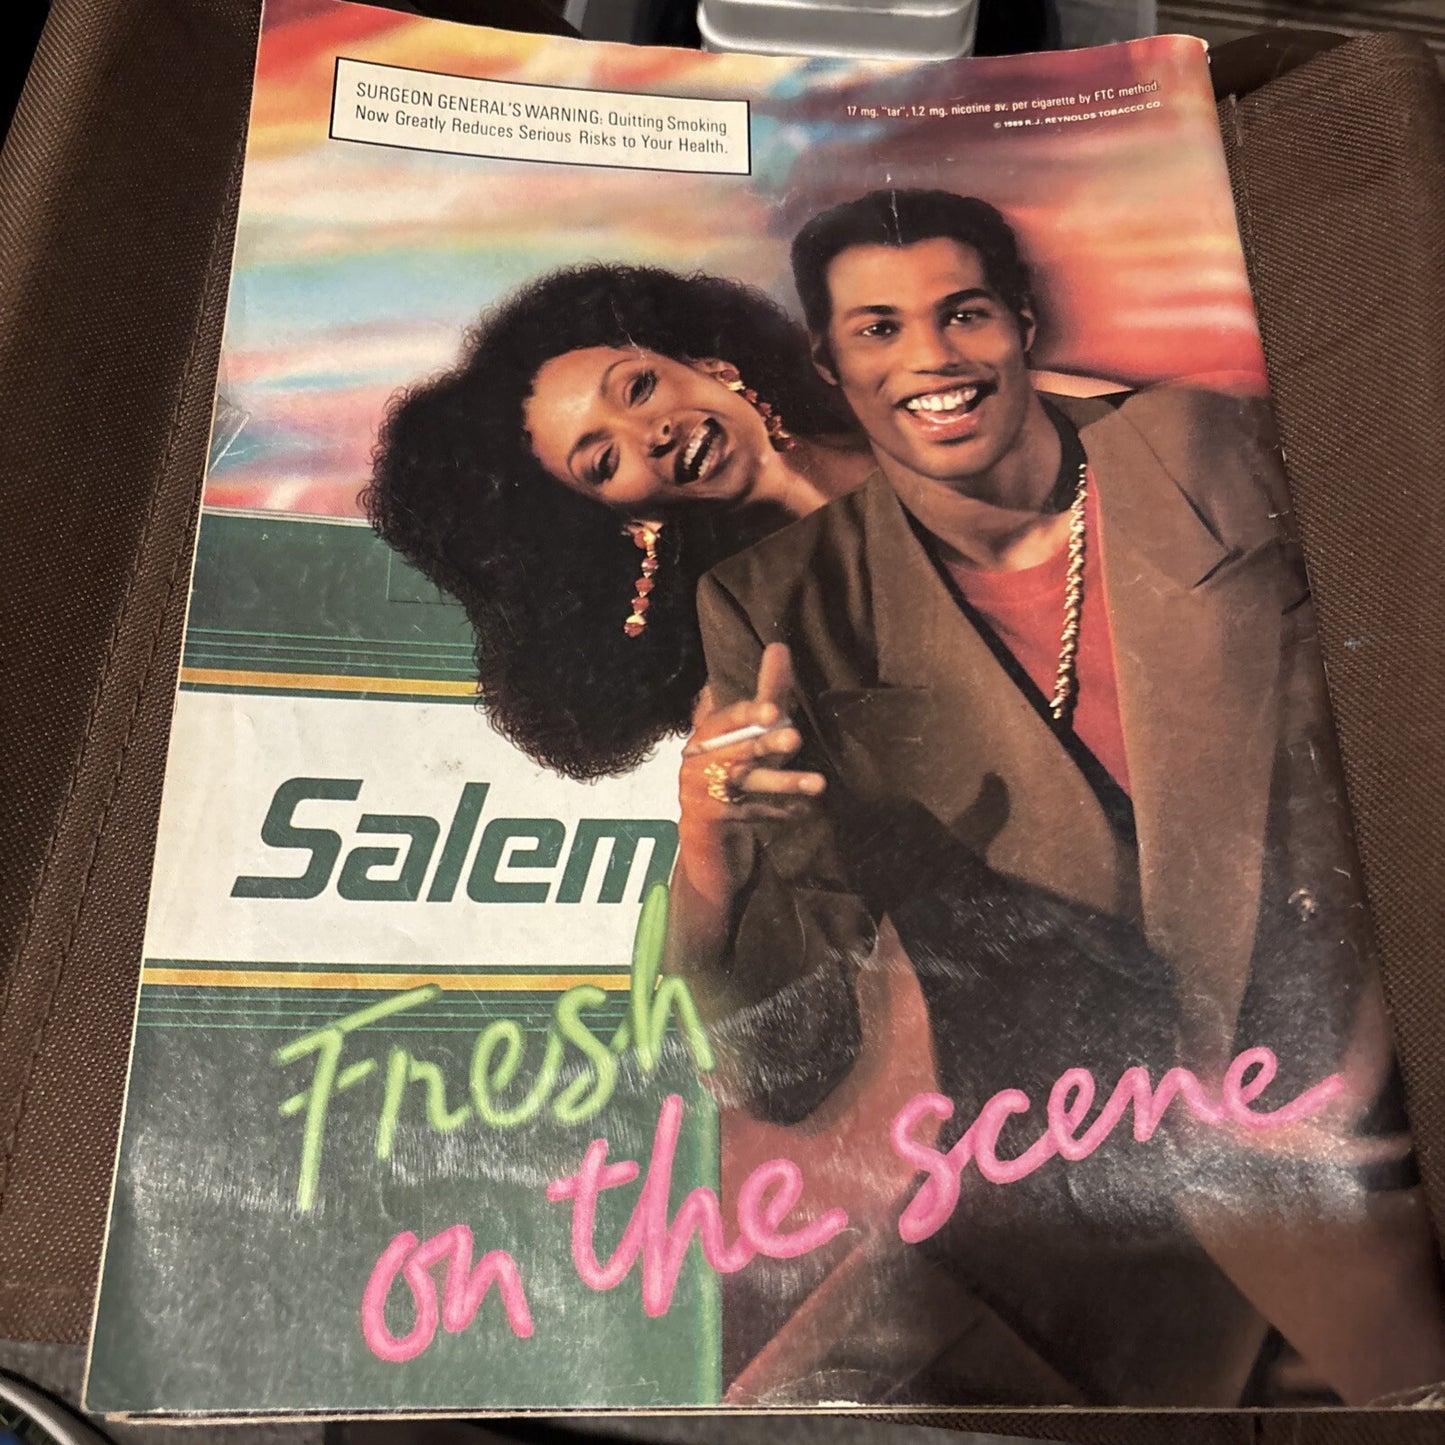 SURGEON GENERAL'S WARNING: Quitting Smoking
Now Greatly Reduces Serious Risks to Your Health.
17 mg. "tar", 1.2 mg. nicotine av. per cigarette by FTC method.
© 1989 R.J. REYNOLDS TOBACCO CO.
Salem
Fresh
on the scene